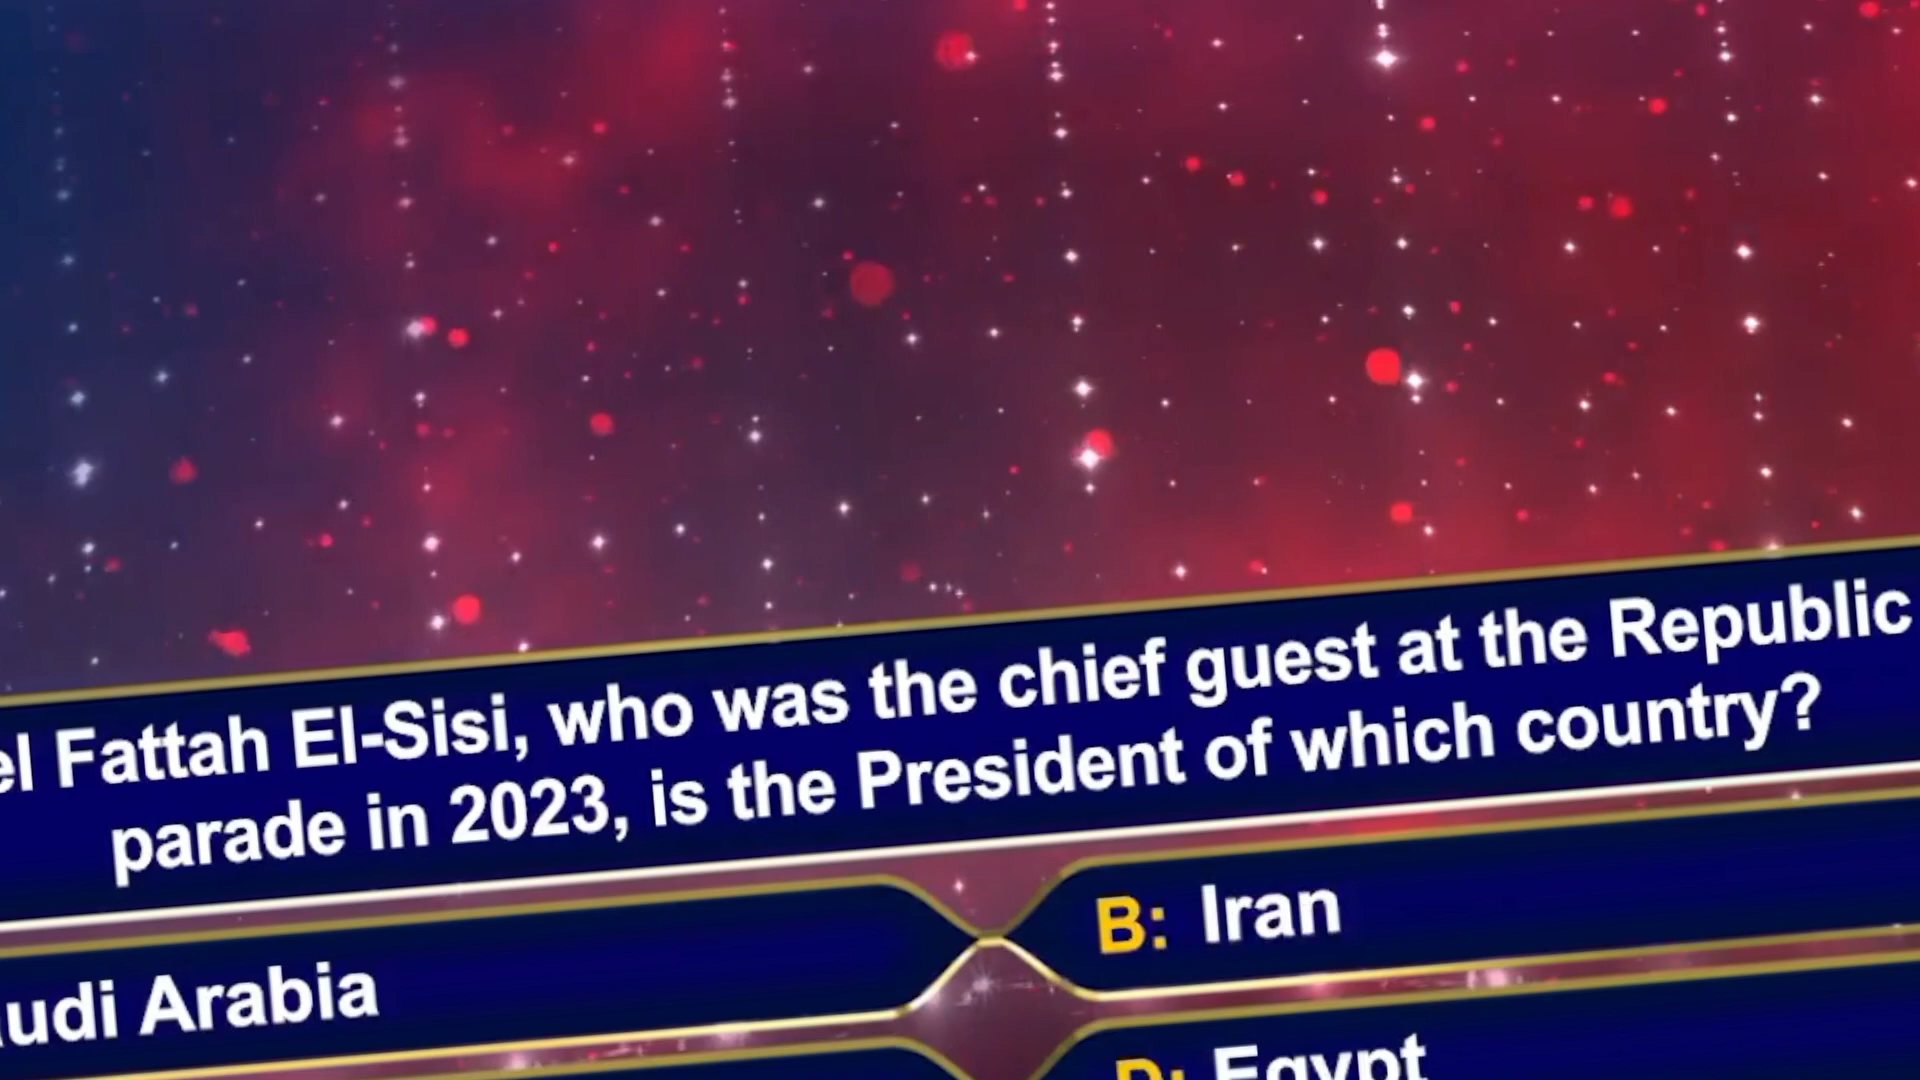 el Fattah El-Sisi, who was the chief guest at the Republic
parade in 2023, is the President of which country?
udi Arabia
B: Iran
D: Egypt